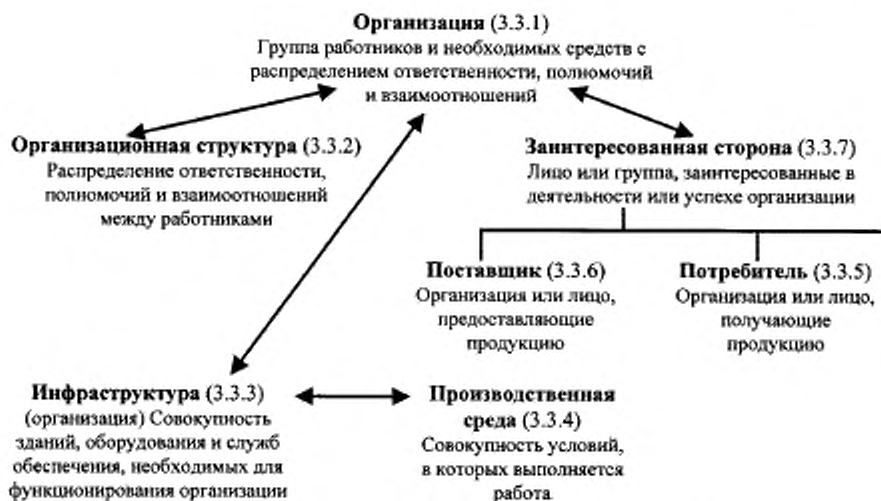 Организация (3.3.1)
Группа работников и необходимых средств с
распределением ответственности, полномочий
и взаимоотношений
Организационная структура (3.3.2)
Распределение ответственности,
полномочий и взаимоотношений
между работниками
Заинтересованная сторона (3.3.7)
Лицо или группа, заинтересованные в
деятельности или успехе организации
Поставщик (3.3.6)
Организация или лицо,
предоставляющие
продукцию
Потребитель (3.3.5)
Организация или лицо,
получающие
продукцию
Инфраструктура (3.3.3)
(организация) Совокупность
зданий, оборудования и служб
обеспечения, необходимых для
функционирования организации
Производственная
среда (3.3.4)
Совокупность условий,
в которых выполняется
работа